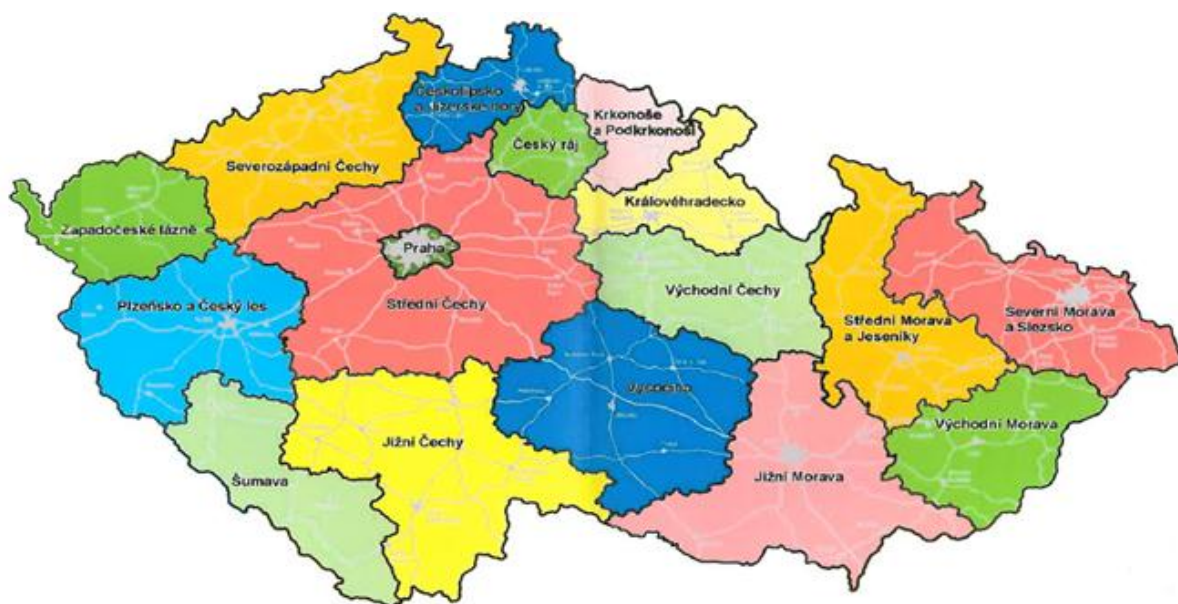 Českolipsko
a Jizerské hory
Krkonoše
a Podkrkonoší
Český ráj
Severozápadní Čechy
Královéhradecko
Západočeské lázně
Praha
Plzeňsko a Český les
Střední Čechy
Východní Čechy
Severní Morava
a Slezsko
Střední Morava
a Jeseníky
Vysočina
Východní Morava
Jižní Čechy
Šumava
Jižní Morava